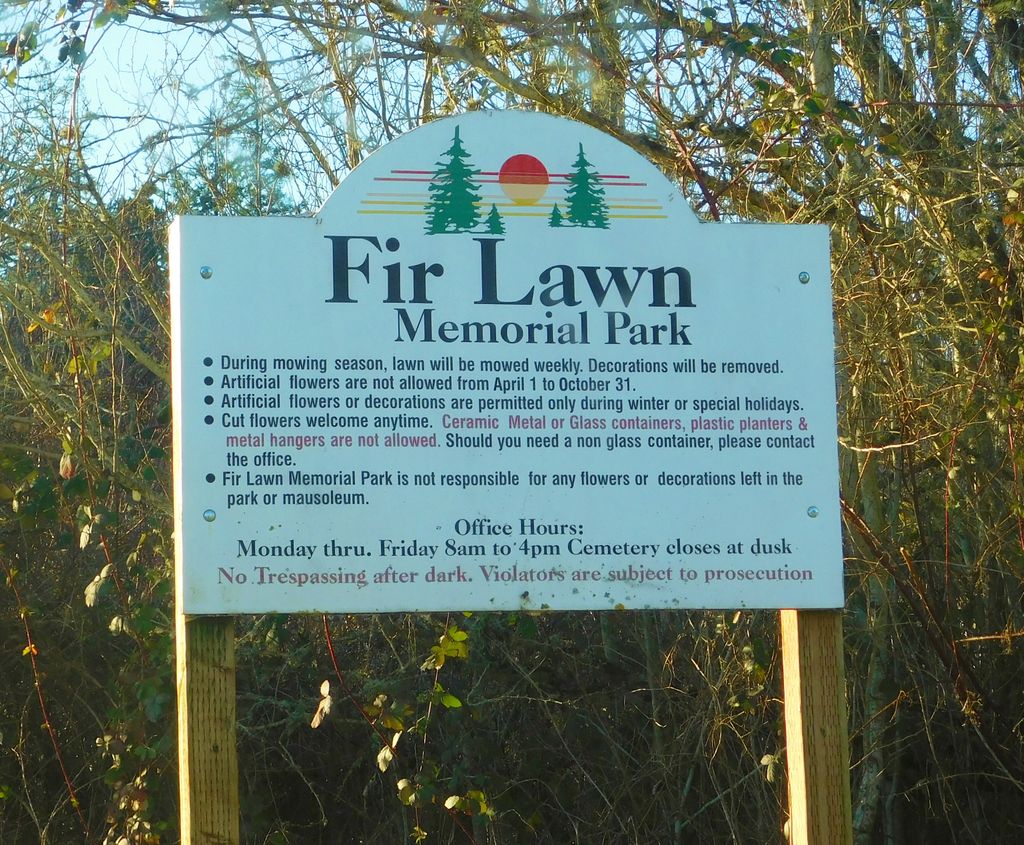 Fir Lawn
Memorial Park
• During mowing season, lawn will be mowed weekly. Decorations will be removed.
• Artificial flowers are not allowed from April 1 to October 31.
• Artificial flowers or decorations are permitted only during winter or special holidays.
• Cut flowers welcome anytime. Ceramic Metal or Glass containers, plastic planters &
metal hangers are not allowed. Should you need a non glass container, please contact
the office.
• Fir Lawn Memorial Park is not responsible for any flowers or decorations left in the
park or mausoleum.
Office Hours:
Monday thru. Friday 8am to 4pm Cemetery closes at dusk
No Trespassing after dark. Violators are subject to prosecution